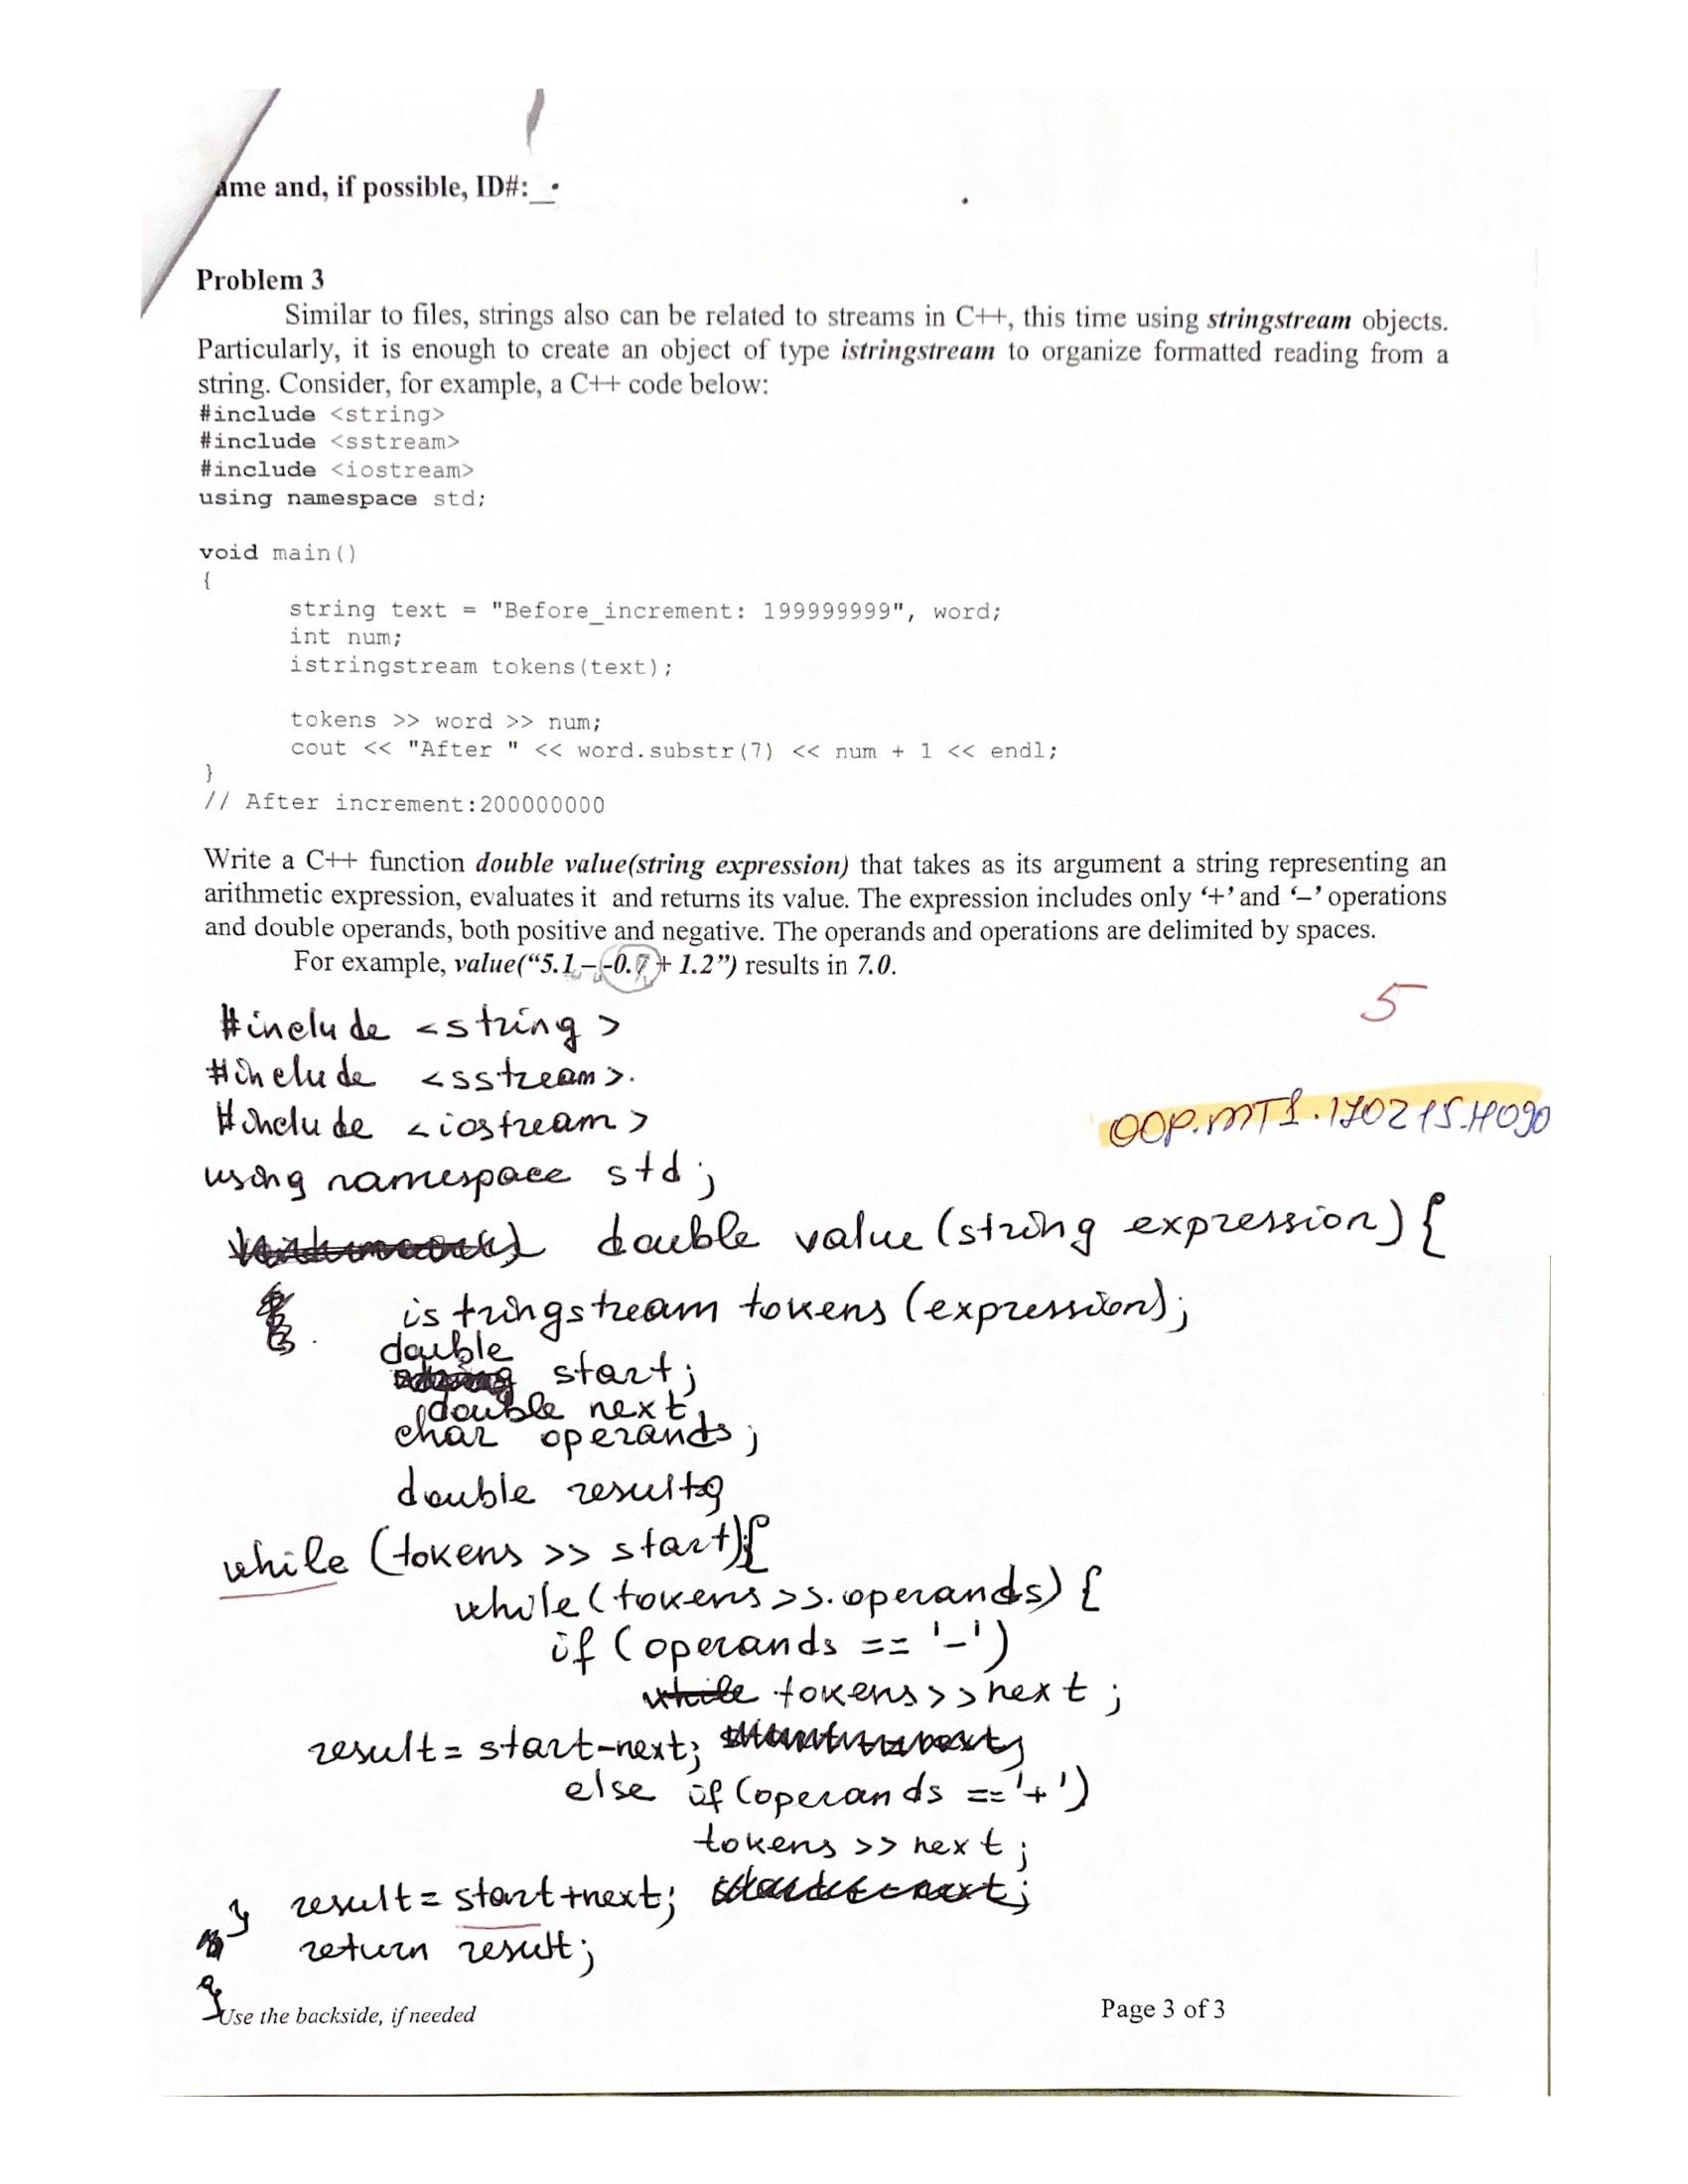 ame and, if possible, ID#:__
Problem 3
Similar to files, strings also can be related to streams in C++, this time using stringstream objects.
Particularly, it is enough to create an object of type istringstream to organize formatted reading from a
string. Consider, for example, a C++ code below:
#include <string>
#include <sstream>
#include <iostream>
using namespace std;
void main()
{
string text = "Before_increment: 199999999", word;
int num;
istringstream tokens(text);
tokens >> word >> num;
cout << "After " << word.substr(7) << num + 1 << endl;
}
// After increment:200000000
Write a C++ function double value(string expression) that takes as its argument a string representing an
arithmetic expression, evaluates it and returns its value. The expression includes only ‘+’ and ‘–’ operations
and double operands, both positive and negative. The operands and operations are delimited by spaces.
For example, value(“5.1 – -0.7 + 1.2”) results in 7.0.
5
#include <string>
#include <sstream>.
#include <iostream>
OOP.MT1.170215.H090
using namespace std;
double value (string expression) {
istringstream tokens (expression);
double
start;
double next;
char operands;
double result;
while (tokens >> start){
while (tokens >> operands) {
if (operands == '-')
while tokens >> next ;
result = start-next;
else if (operands == '+')
tokens >> next ;
} result = start+next;
return result;
}
Use the backside, if needed
Page 3 of 3